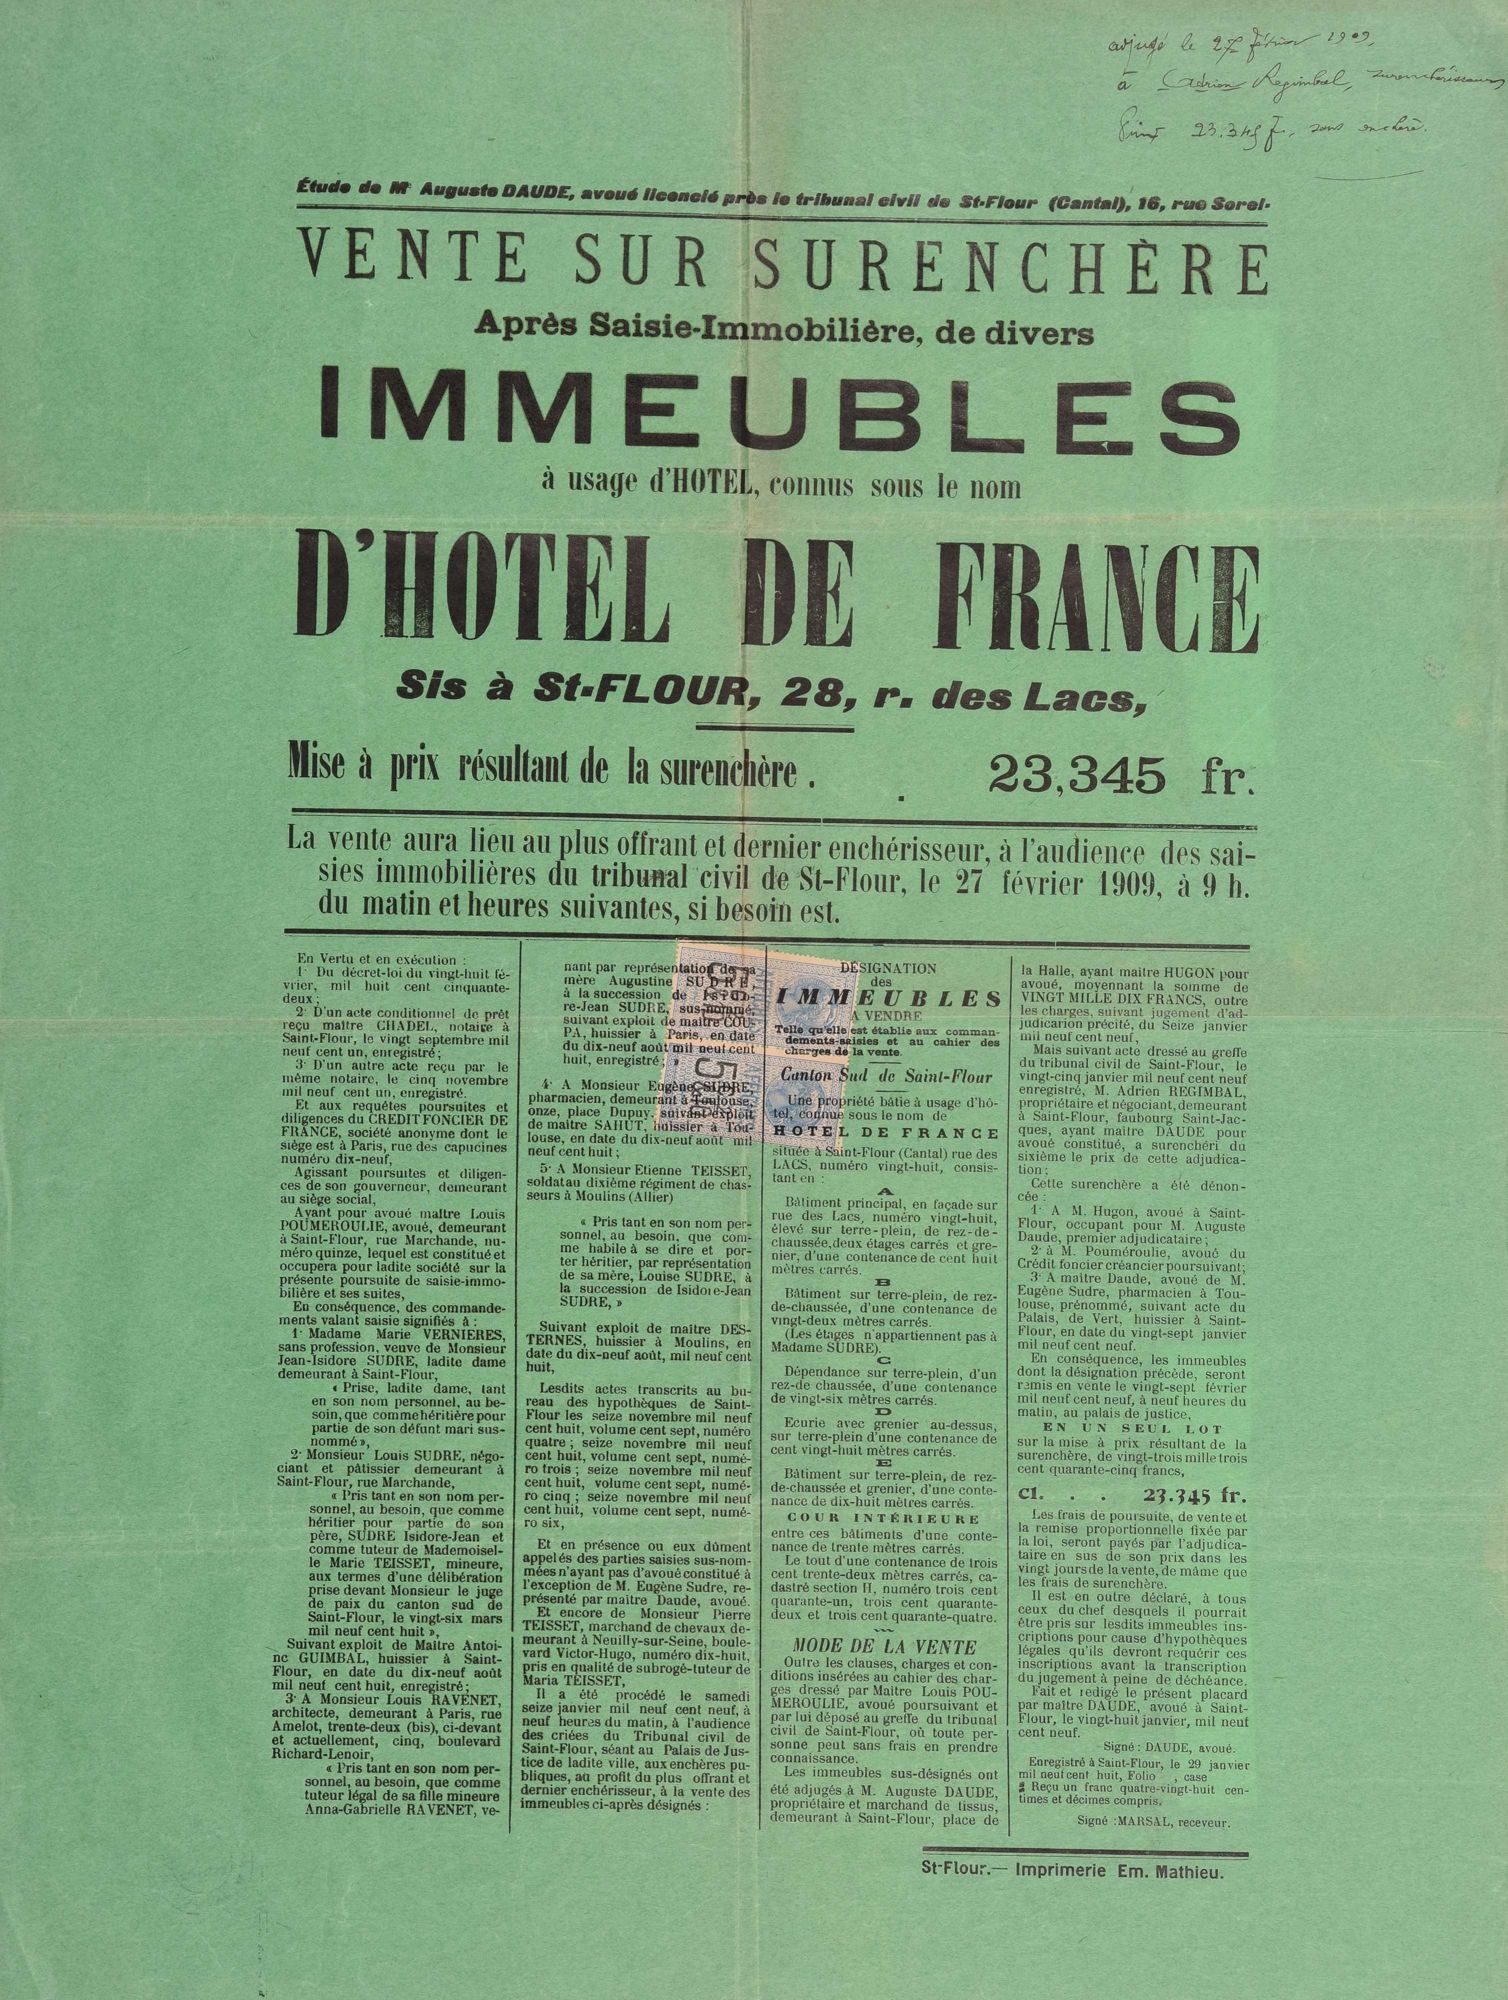 adjugé le 27 février 1909,
à Adrien Regimbal, surenchérisseur
Prix 23.345 f., sans enchère.
Étude de Me Auguste DAUDE, avoué licencié près le tribunal civil de St-Flour (Cantal), 16, rue Sorel-
VENTE SUR SURENCHÈRE
Après Saisie-Immobilière, de divers
IMMEUBLES
à usage d'HOTEL, connus sous le nom
D'HOTEL DE FRANCE
Sis à St-FLOUR, 28, r. des Lacs,
Mise à prix résultant de la surenchère . . 23,345 fr.
La vente aura lieu au plus offrant et dernier enchérisseur, à l'audience des sai-
sies immobilières du tribunal civil de St-Flour, le 27 février 1909, à 9 h.
du matin et heures suivantes, si besoin est.
En Vertu et en exécution :
1· Du décret-loi du vingt-huit fé-
vrier, mil huit cent cinquante-
deux ;
2· D'un acte conditionnel de prêt
reçu maître CHADEL, notaire à
Saint-Flour, le vingt septembre mil
neuf cent un, enregistré ;
3· D'un autre acte reçu par le
même notaire, le cinq novembre
mil neuf cent un, enregistré.
Et aux requêtes poursuites et
diligences du CREDIT FONCIER DE
FRANCE, société anonyme dont le
siège est à Paris, rue des capucines
numéro dix-neuf,
Agissant poursuites et diligen-
ces de son gouverneur, demeurant
au siège social,
Ayant pour avoué maître Louis
POUMEROULIE, avoué, demeurant
à Saint-Flour, rue Marchande, nu-
méro quinze, lequel est constitué et
occupera pour ladite société sur la
présente poursuite de saisie-immo-
bilière et ses suites,
En conséquence, des commande-
ments valant saisie signifiés à :
1· Madame Marie VERNIERES,
sans profession, veuve de Monsieur
Jean-Isidore SUDRE, ladite dame
demeurant à Saint-Flour,
« Prise, ladite dame, tant
en son nom personnel, au be-
soin, que comme héritière pour
partie de son défunt mari sus-
nommé »,
2· Monsieur Louis SUDRE, négo-
ciant et pâtissier demeurant à
Saint-Flour, rue Marchande,
« Pris tant en son nom per-
sonnel, au besoin, que comme
héritier pour partie de son
père, SUDRE Isidore-Jean et
comme tuteur de Mademoisel-
le Marie TEISSET, mineure,
aux termes d'une délibération
prise devant Monsieur le juge
de paix du canton sud de
Saint-Flour, le vingt-six mars
mil neuf cent huit »,
Suivant exploit de Maître Antoi-
ne GUIMBAL, huissier à Saint-
Flour, en date du dix-neuf août
mil neuf cent huit, enregistré ;
3· A Monsieur Louis RAVENET,
architecte, demeurant à Paris, rue
Amelot, trente-deux (bis), ci-devant
et actuellement, cinq, boulevard
Richard-Lenoir,
« Pris tant en son nom per-
sonnel, au besoin, que comme
tuteur légal de sa fille mineure
Anna-Gabrielle RAVENET, ve-
nant par représentation de sa
mère Augustine SUDRE,
à la succession de Isido-
re-Jean SUDRE, sus-nommé,
suivant exploit de maître COU-
PA, huissier à Paris, en date
du dix-neuf août mil neuf cent
huit, enregistré ; »
4· A Monsieur Eugène SUDRE,
pharmacien, demeurant à Toulouse,
onze, place Dupuy, suivant exploit
de maître SAHUT, huissier à Tou-
louse, en date du dix-neuf août mil
neuf cent huit ;
5· A Monsieur Etienne TEISSET,
soldat au dixième régiment de chas-
seurs à Moulins (Allier)
« Pris tant en son nom per-
sonnel, au besoin, que com-
me habile à se dire et por-
ter héritier, par représentation
de sa mère, Louise SUDRE, à
la succession de Isidore-Jean
SUDRE, »
Suivant exploit de maître DES-
TERNES, huissier à Moulins, en
date du dix-neuf août, mil neuf cent
huit,
Lesdits actes transcrits au bu-
reau des hypothèques de Saint-
Flour les seize novembre mil neuf
cent huit, volume cent sept, numéro
quatre ; seize novembre mil neuf
cent huit, volume cent sept, numé-
ro trois ; seize novembre mil neuf
cent huit, volume cent sept, numé-
ro cinq ; seize novembre mil neuf
cent huit, volume cent sept, numé-
ro six,
Et en présence ou eux dûment
appelés des parties saisies sus-nom-
mées n'ayant pas d'avoué constitué à
l'exception de M. Eugène Sudre, re-
présenté par maître Daude, avoué.
Et encore de Monsieur Pierre
TEISSET, marchand de chevaux de-
meurant à Neuilly-sur-Seine, boule-
vard Victor-Hugo, numéro dix-huit,
pris en qualité de subrogé-tuteur de
Maria TEISSET,
Il a été procédé le samedi
seize janvier mil neuf cent neuf, à
neuf heures du matin, à l'audience
des criées du Tribunal civil de
Saint-Flour, séant au Palais de Jus-
tice de ladite ville, aux enchères pu-
bliques, au profit du plus offrant et
dernier enchérisseur, à la vente des
immeubles ci-après désignés :
DÉSIGNATION
des
IMMEUBLES
A VENDRE
Telle qu'elle est établie aux comman-
dements-saisies et au cahier des
charges de la vente.
Canton Sud de Saint-Flour
Une propriété bâtie à usage d'hô-
tel, connue sous le nom de
HOTEL DE FRANCE
située à Saint-Flour (Cantal) rue des
LACS, numéro vingt-huit, consis-
tant en :
A
Bâtiment principal, en façade sur
rue des Lacs, numéro vingt-huit,
élevé sur terre-plein, de rez-de-
chaussée, deux étages carrés et gre-
nier, d'une contenance de cent huit
mètres carrés.
B
Bâtiment sur terre-plein, de rez-
de-chaussée, d'une contenance de
vingt-deux mètres carrés.
(Les étages n'appartiennent pas à
Madame SUDRE).
C
Dépendance sur terre-plein, d'un
rez-de chaussée, d'une contenance
de vingt-six mètres carrés.
D
Ecurie avec grenier au-dessus,
sur terre-plein d'une contenance de
cent vingt-huit mètres carrés.
E
Bâtiment sur terre-plein, de rez-
de-chaussée et grenier, d'une conte-
nance de dix-huit mètres carrés.
COUR INTÉRIEURE
entre ces bâtiments d'une conte-
nance de trente mètres carrés.
Le tout d'une contenance de trois
cent trente-deux mètres carrés, ca-
dastré section H, numéro trois cent
quarante-un, trois cent quarante-
deux et trois cent quarante-quatre.
MODE DE LA VENTE
Outre les clauses, charges et con-
ditions insérées au cahier des char-
ges dressé par Maître Louis POU-
MEROULIE, avoué poursuivant et
par lui déposé au greffe du tribunal
civil de Saint-Flour, où toute per-
sonne peut sans frais en prendre
connaissance.
Les immeubles sus-désignés ont
été adjugés à M. Auguste DAUDE,
propriétaire et marchand de tissus,
demeurant à Saint-Flour, place de
la Halle, ayant maître HUGON pour
avoué, moyennant la somme de
VINGT MILLE DIX FRANCS, outre
les charges, suivant jugement d'ad-
judicarion précité, du Seize janvier
mil neuf cent neuf,
Mais suivant acte dressé au greffe
du tribunal civil de Saint-Flour, le
vingt-cinq janvier mil neuf cent neuf
enregistré, M. Adrien REGIMBAL,
propriétaire et négociant, demeurant
à Saint-Flour, faubourg Saint-Jac-
ques, ayant maître DAUDE pour
avoué constitué, a surenchéri du
sixième le prix de cette adjudica-
tion ;
Cette surenchère a été dénon-
cée :
1· A M. Hugon, avoué à Saint-
Flour, occupant pour M. Auguste
Daude, premier adjudicataire ;
2· à M. Pouméroulie, avoué du
Crédit foncier créancier poursuivant;
3· A maître Daude, avoué de M.
Eugène Sudre, pharmacien à Tou-
louse, prénommé, suivant acte du
Palais, de Vert, huissier à Saint-
Flour, en date du vingt-sept janvier
mil neuf cent neuf.
En conséquence, les immeubles
dont la désignation précède, seront
remis en vente le vingt-sept février
mil neuf cent neuf, à neuf heures du
matin, au palais de justice,
EN UN SEUL LOT
sur la mise à prix résultant de la
surenchère, de vingt-trois mille trois
cent quarante-cinq francs,
CI. . . 23.345 fr.
Les frais de poursuite, de vente et
la remise proportionnelle fixée par
la loi, seront payés par l'adjudica-
taire en sus de son prix dans les
vingt jours de la vente, de mâme que
les frais de surenchère.
Il est en outre déclaré, à tous
ceux du chef desquels il pourrait
être pris sur lesdits immeubles ins-
criptions pour cause d'hypothèques
légales qu'ils devront requérir ces
inscriptions avant la transcription
du jugement à peine de déchéance.
Fait et redigé le présent placard
par maître DAUDE, avoué à Saint-
Flour, le vingt-huit janvier, mil neuf
cent neuf.
Signé : DAUDE, avoué.
Enregistré à Saint-Flour, le 29 janvier
mil neuf cent huit, Folio , case
Reçu un franc quatre-vingt-huit cen-
times et décimes compris.
Signé :MARSAL, receveur.
St-Flour.— Imprimerie Em. Mathieu.